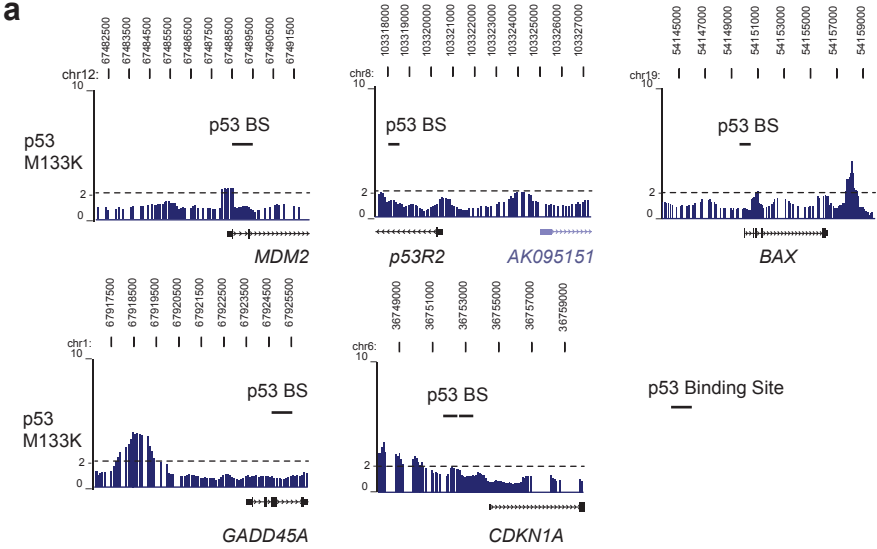 a
67482500 67483500 67484500 67485500 67486500 67487500 67488500 67489500 67490500 67491500
chr12:
10
p53 BS
p53
M133K
2
0
MDM2
103318000 103319000 103320000 103321000 103322000 103323000 103324000 103325000 103326000 103327000
chr8:
10
p53 BS
2
0
p53R2
AK095151
54145000 54147000 54149000 54151000 54153000 54155000 54157000 54159000
chr19:
10
p53 BS
2
0
BAX
67917500 67918500 67919500 67920500 67921500 67922500 67923500 67924500 67925500
chr1:
10
p53 BS
p53
M133K
2
0
GADD45A
36749000 36751000 36753000 36755000 36757000 36759000
chr6:
10
p53 BS
2
0
CDKN1A
p53 Binding Site